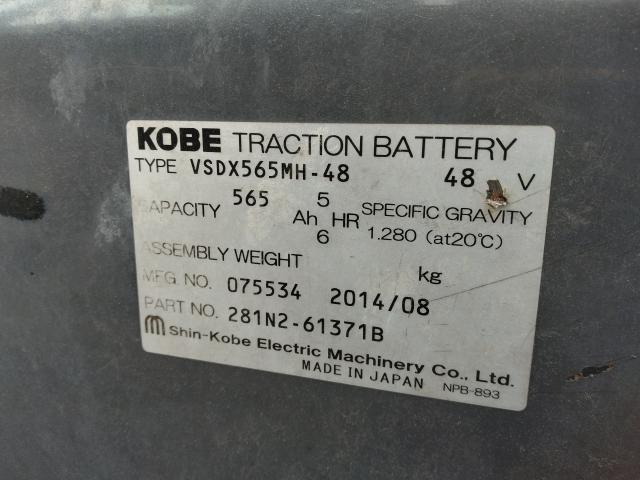 KOBE TRACTION BATTERY
TYPE VSDX565MH-48 48 V
CAPACITY 565 Ah 5 HR SPECIFIC GRAVITY
6 1.280 (at20℃)
ASSEMBLY WEIGHT kg
MFG. NO. 075534 2014/08
PART NO. 281N2-61371B
Shin-Kobe Electric Machinery Co., Ltd.
MADE IN JAPAN NPB-893